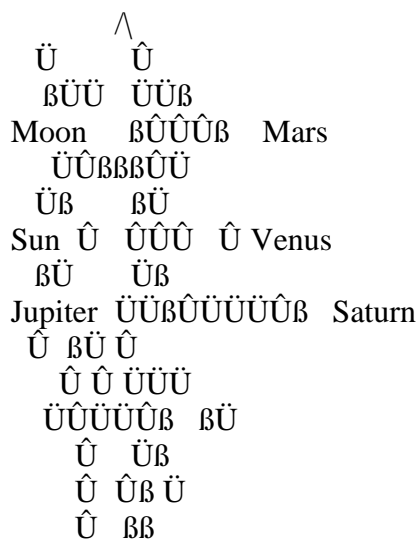 /\
Ü Û
ßÜÜ ÜÜß
Moon ßÛÛÛß Mars
ÜÛßßßÛÜ
Üß ßÜ
Sun Û ÛÛÛ Û Venus
ßÜ Üß
Jupiter ÜÜßÛÜÜÜÜÛß Saturn
Û ßÜ Û
Û Û ÜÜÜ
ÜÛÜÜÛß ßÜ
Û Üß
Û Ûß Ü
Û ßß